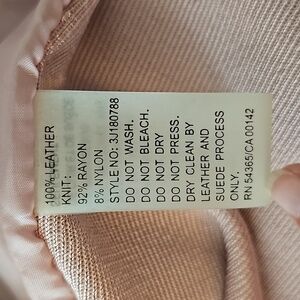 100% LEATHER
KNIT:
92% RAYON
8% NYLON
STYLE NO: 3J180788
DO NOT WASH.
DO NOT BLEACH.
DO NOT DRY
DO NOT PRESS.
DRY CLEAN BY
LEATHER AND
SUEDE PROCESS
ONLY.
RN 54365/CA 00142